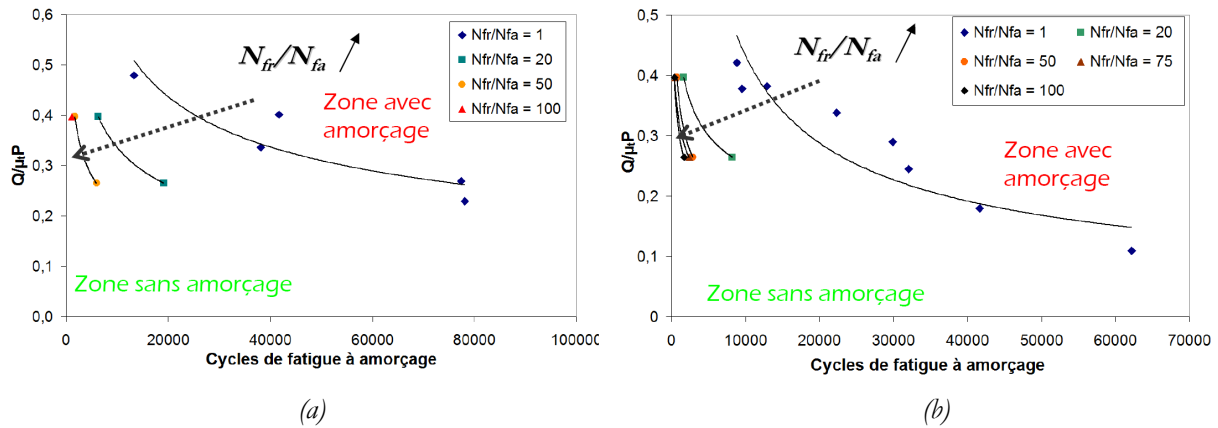 (a)
0,6
0,5
0,4
0,3
0,2
0,1
0,0
Q/μtP
0
20000
40000
60000
80000
100000
Cycles de fatigue à amorçage
Nfr/Nfa
Nfr/Nfa = 1
Nfr/Nfa = 20
Nfr/Nfa = 50
Nfr/Nfa = 100
Zone avec
amorçage
Zone sans amorçage
(a)
(b)
0,5
0,4
0,3
0,2
0,1
0
Q/μtP
0
10000
20000
30000
40000
50000
60000
70000
Cycles de fatigue à amorçage
Nfr/Nfa
Nfr/Nfa = 1
Nfr/Nfa = 20
Nfr/Nfa = 50
Nfr/Nfa = 75
Nfr/Nfa = 100
Zone avec
amorçage
Zone sans amorçage
(b)